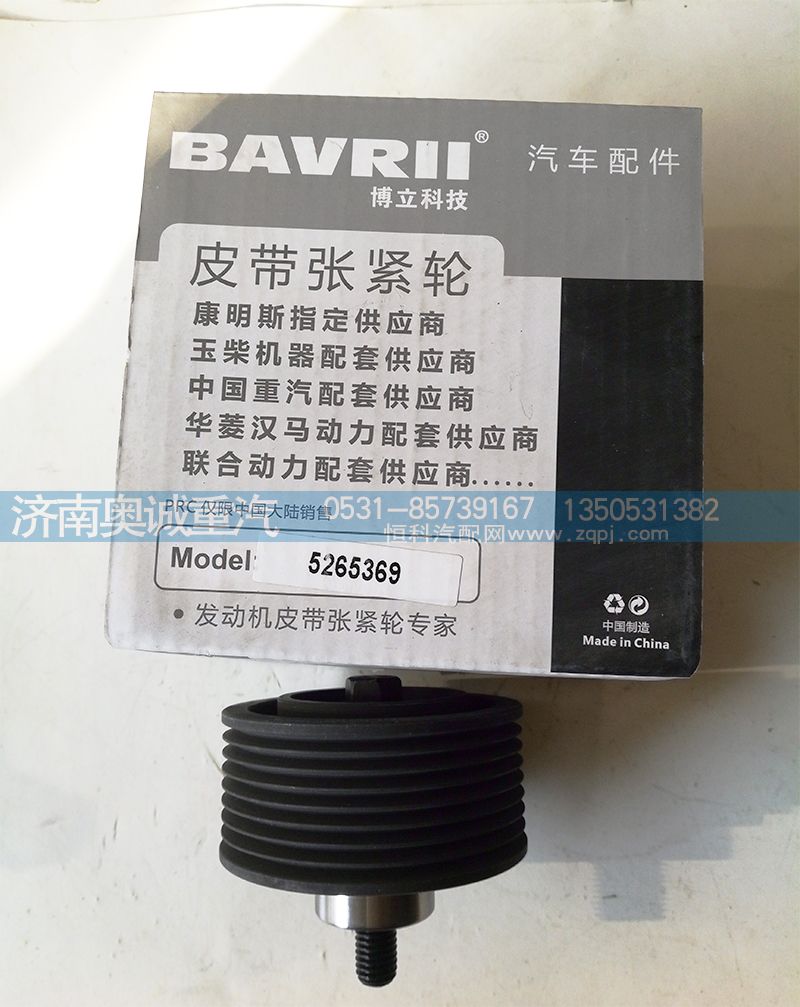 BAVRII®
汽车配件
博立科技
皮带张紧轮
康明斯指定供应商
玉柴机器配套供应商
中国重汽配套供应商
华菱汉马动力配套供应商
联合动力配套供应商......
PRC 仅限中国大陆销售
济南奥诚重汽
0531-85739167 1350531382
恒科汽配网www.zqpj.com
Model: 5265369
• 发动机皮带张紧轮专家
中国制造
Made in China